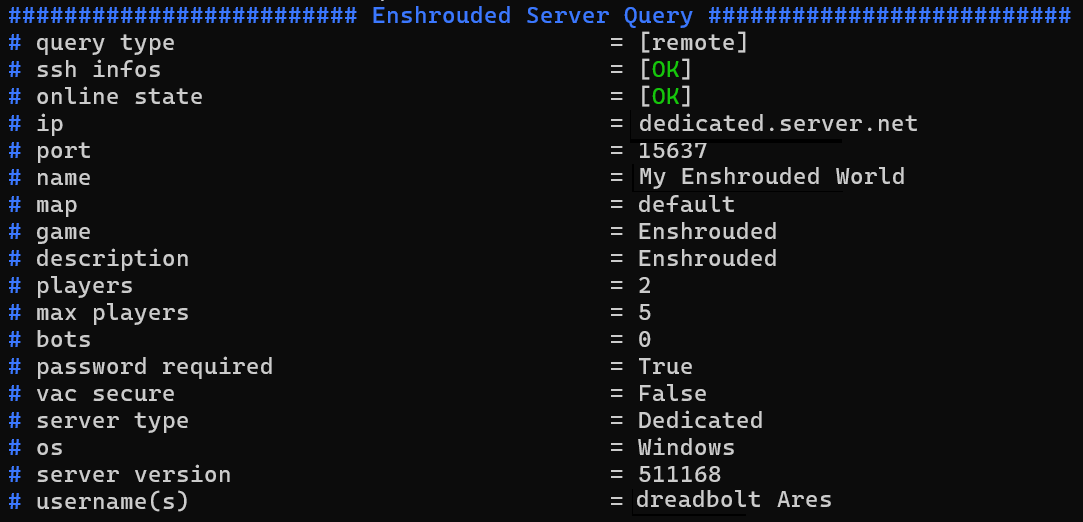 ######################### Enshrouded Server Query ##########################
# query type = [remote]
# ssh infos = [OK]
# online state = [OK]
# ip = dedicated.server.net
# port = 15637
# name = My Enshrouded World
# map = default
# game = Enshrouded
# description = Enshrouded
# players = 2
# max players = 5
# bots = 0
# password required = True
# vac secure = False
# server type = Dedicated
# os = Windows
# server version = 511168
# username(s) = dreadbolt Ares